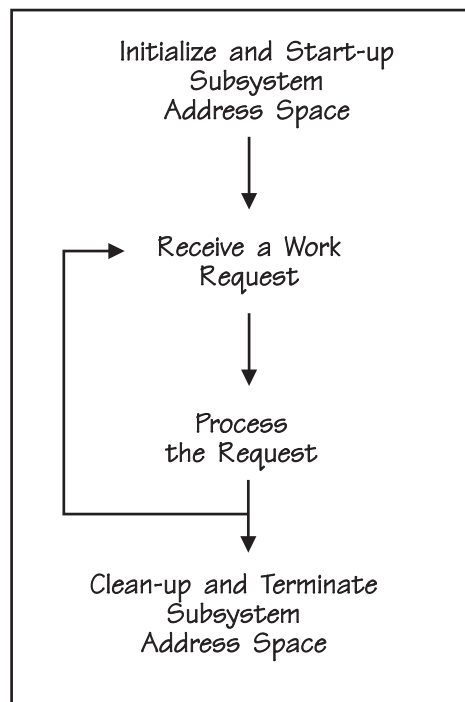 Initialize and Start-up
Subsystem
Address Space
Receive a Work
Request
Process
the Request
Clean-up and Terminate
Subsystem
Address Space